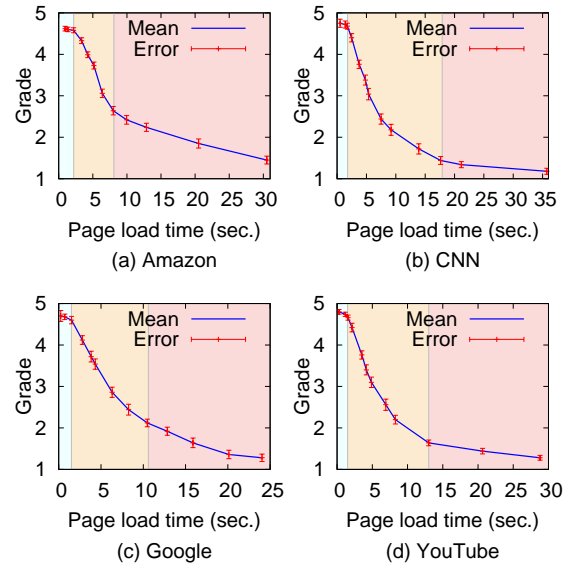 5
4
3
2
1
Grade
Mean
Error
0 5 10 15 20 25 30
Page load time (sec.)
(a) Amazon
5
4
3
2
1
Grade
Mean
Error
0 5 10 15 20 25 30 35
Page load time (sec.)
(b) CNN
5
4
3
2
1
Grade
Mean
Error
0 5 10 15 20 25
Page load time (sec.)
(c) Google
5
4
3
2
1
Grade
Mean
Error
0 5 10 15 20 25 30
Page load time (sec.)
(d) YouTube